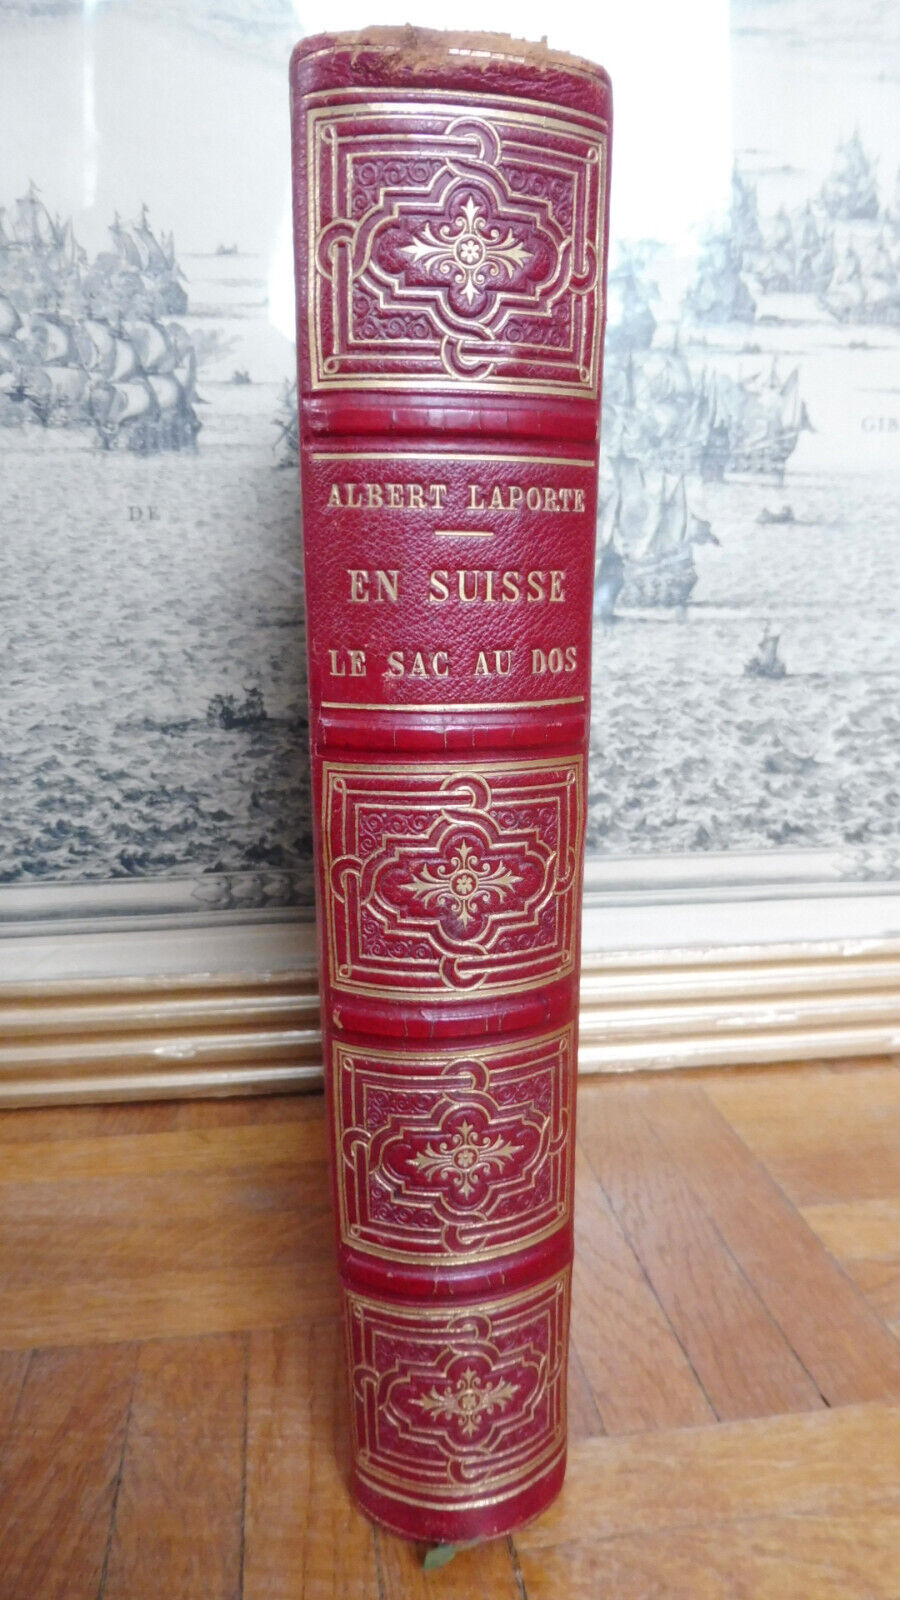 ALBERT LAPORTE
EN SUISSE
LE SAC AU DOS
DE
GIB